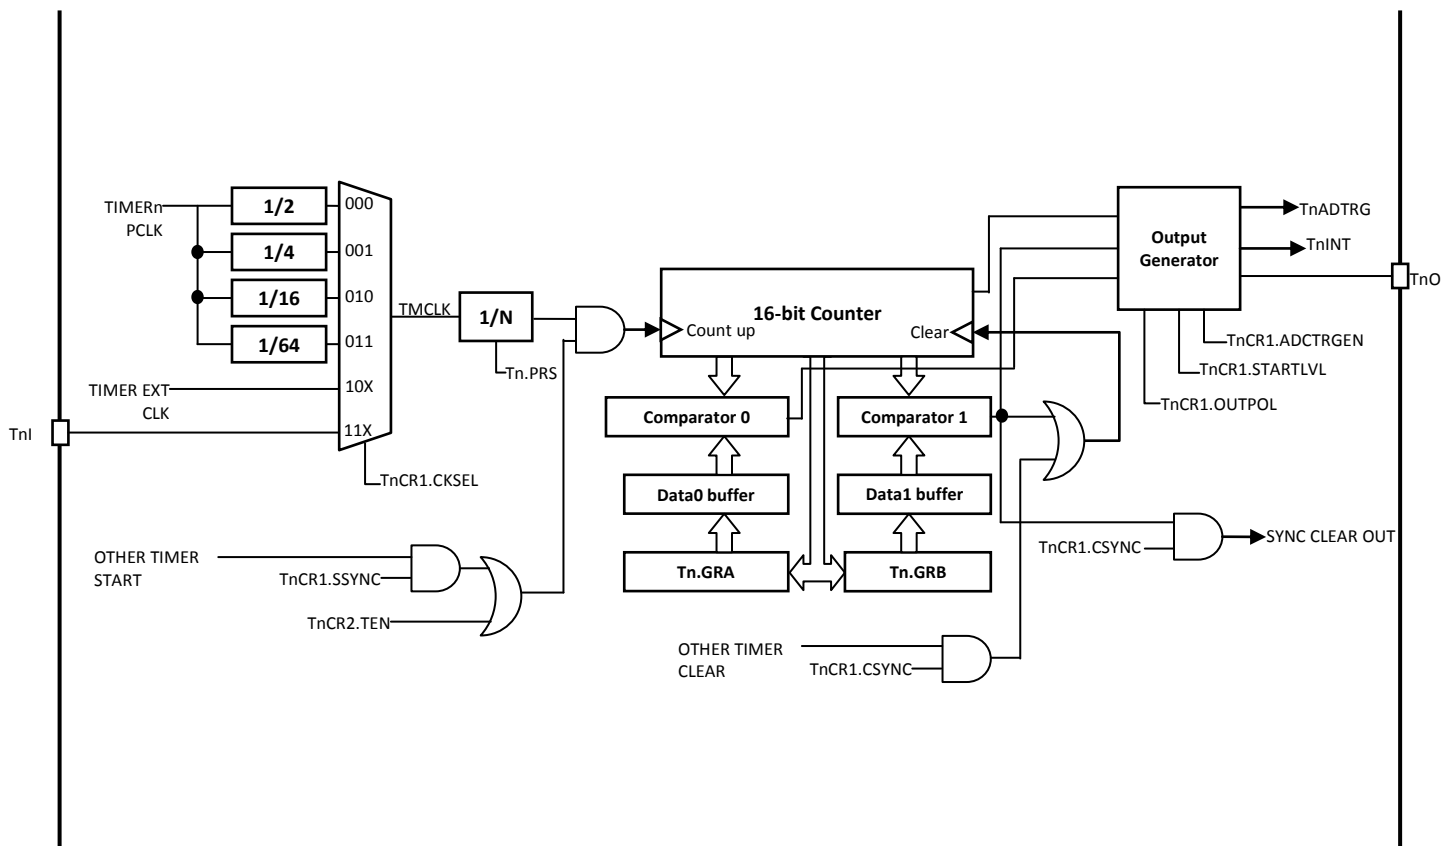 TIMERn
PCLK
1/2
000
1/4
001
1/16
010
1/64
011
TIMER EXT
CLK
10X
TnI
11X
TnCR1.CKSEL
TMCLK
1/N
Tn.PRS
16-bit Counter
Count up
Clear
Comparator 0
Comparator 1
Data0 buffer
Data1 buffer
Tn.GRA
Tn.GRB
Output
Generator
TnADTRG
TnINT
TnO
TnCR1.ADCTRGEN
TnCR1.STARTLVL
TnCR1.OUTPOL
OTHER TIMER
START
TnCR1.SSYNC
TnCR2.TEN
OTHER TIMER
CLEAR
TnCR1.CSYNC
TnCR1.CSYNC
SYNC CLEAR OUT